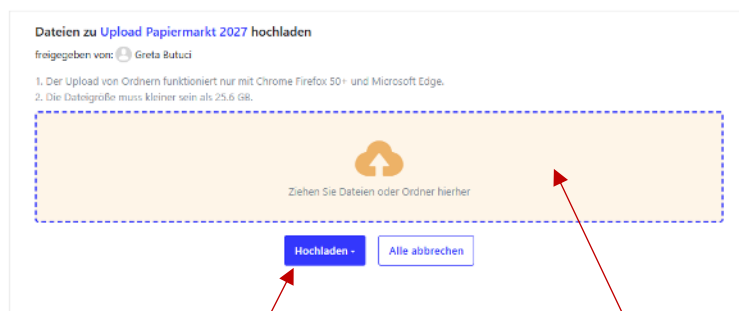 Dateien zu Upload Papiermarkt 2027 hochladen
freigegeben von: Greta Butuci
1. Der Upload von Ordnern funktioniert nur mit Chrome Firefox 50+ und Microsoft Edge.
2. Die Dateigröße muss kleiner sein als 25.6 GB.
Ziehen Sie Dateien oder Ordner hierher
Hochladen
Alle abbrechen